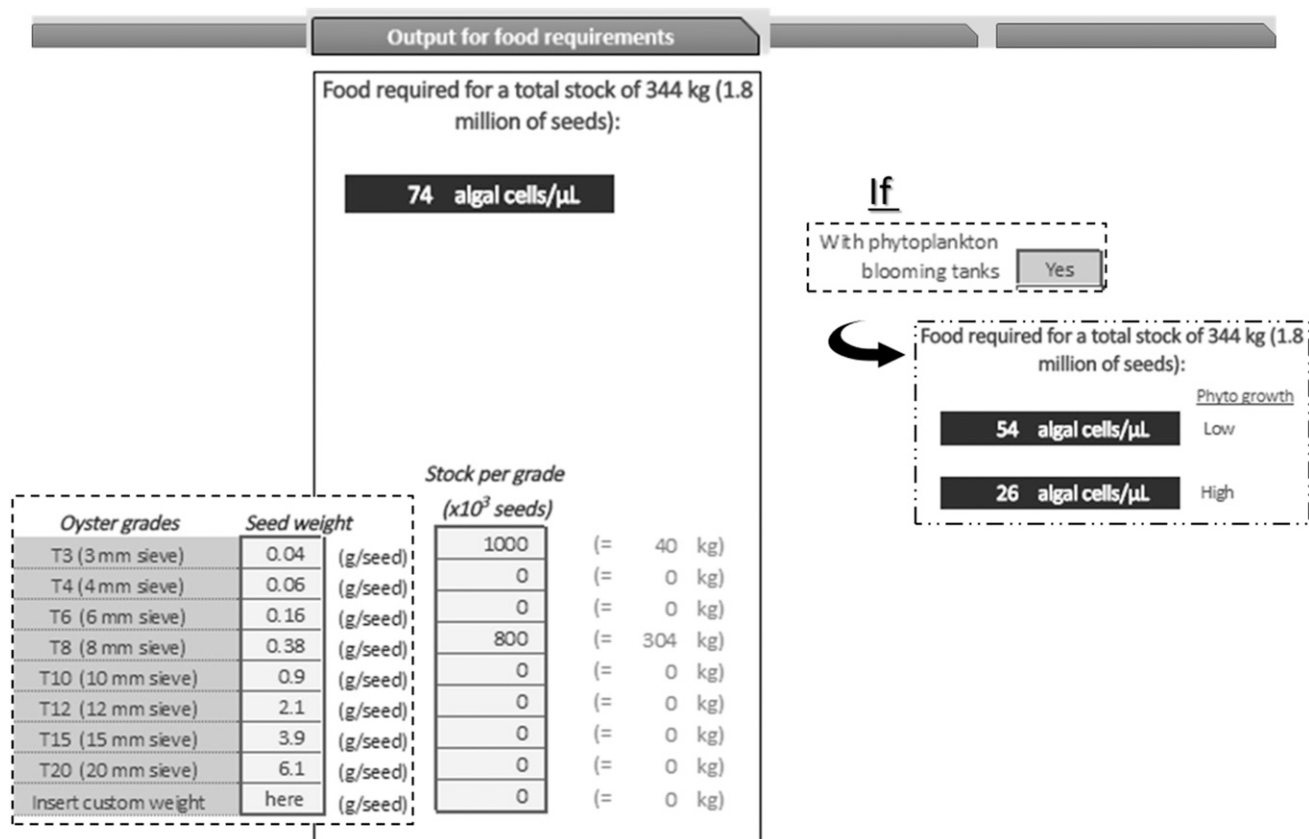 Output for food requirements
Food required for a total stock of 344 kg (1.8
million of seeds):
74 algal cells/µL
If
With phytoplankton
blooming tanks Yes
Food required for a total stock of 344 kg (1.8
million of seeds):
Phyto growth
54 algal cells/µL Low
26 algal cells/µL High
Stock per grade
(x10³ seeds)
Oyster grades Seed weight
T3 (3 mm sieve) 0.04 (g/seed) 1000 (= 40 kg)
T4 (4 mm sieve) 0.06 (g/seed) 0 (= 0 kg)
T6 (6 mm sieve) 0.16 (g/seed) 0 (= 0 kg)
T8 (8 mm sieve) 0.38 (g/seed) 800 (= 304 kg)
T10 (10 mm sieve) 0.9 (g/seed) 0 (= 0 kg)
T12 (12 mm sieve) 2.1 (g/seed) 0 (= 0 kg)
T15 (15 mm sieve) 3.9 (g/seed) 0 (= 0 kg)
T20 (20 mm sieve) 6.1 (g/seed) 0 (= 0 kg)
Insert custom weight here (g/seed) 0 (= 0 kg)